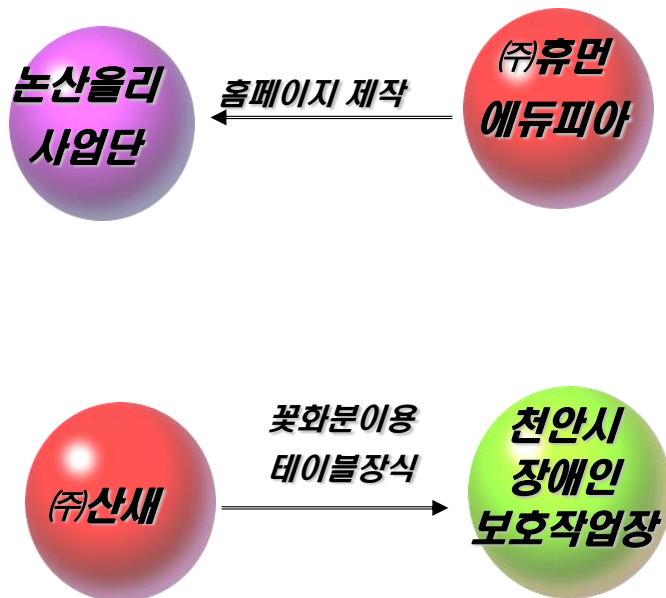 논산올리
사업단
홈페이지 제작
㈜휴먼
에듀피아
㈜산새
꽃화분이용
테이블장식
천안시
장애인
보호작업장